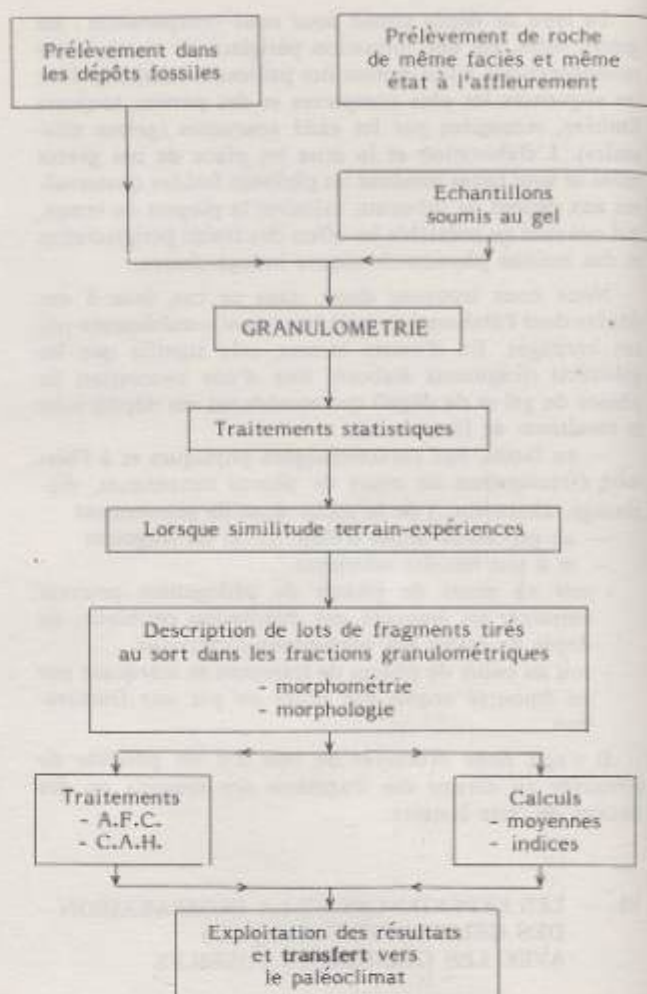 Prélèvement dans
les dépôts fossiles
Prélèvement de roche
de même faciès et même
état à l'affleurement
Echantillons
soumis au gel
GRANULOMETRIE
Traitements statistiques
Lorsque similitude terrain-expériences
Description de lots de fragments tirés
au sort dans les fractions granulométriques
- morphométrie
- morphologie
Traitements
- A.F.C.
- C.A.H.
Calculs
- moyennes
- indices
Exploitation des résultats
et transfert vers
le paléoclimat